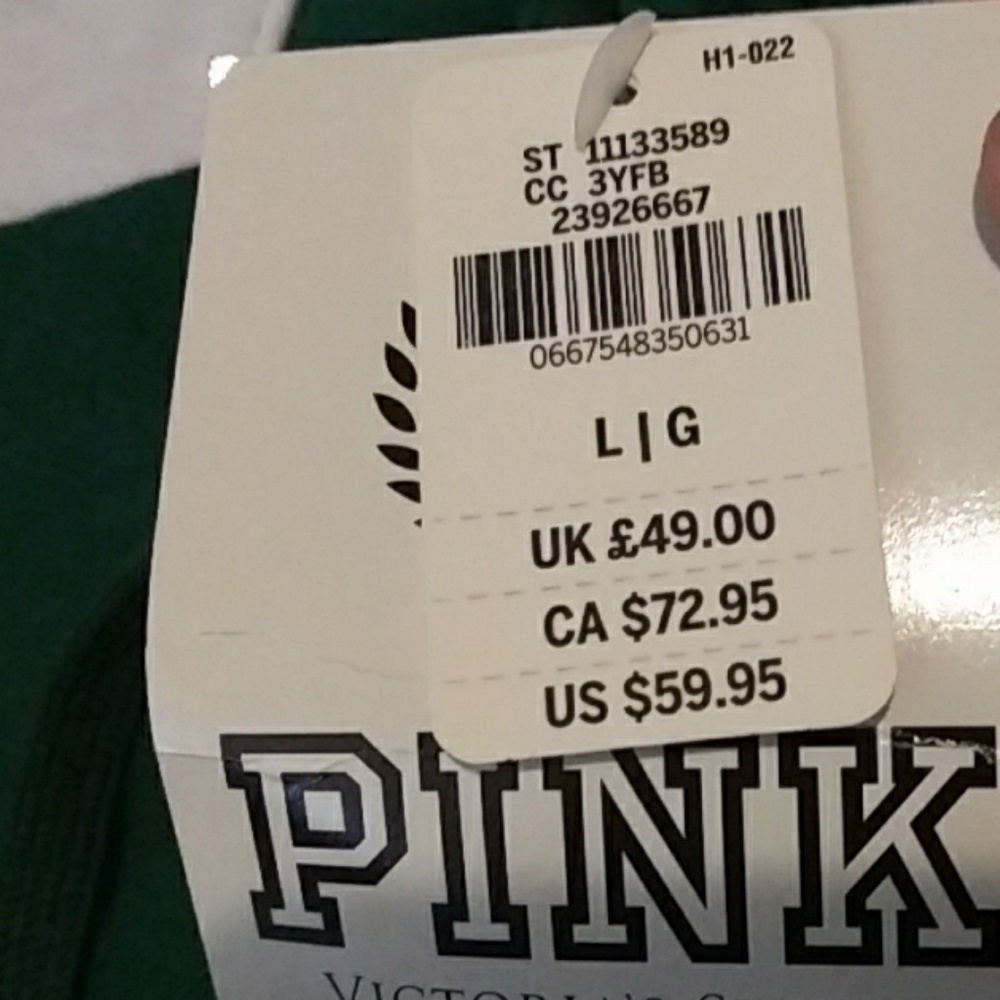 H1-022
ST 11133589
CC 3YFB
23926667
0667548350631
L | G
UK £49.00
CA $72.95
US $59.95
PINK